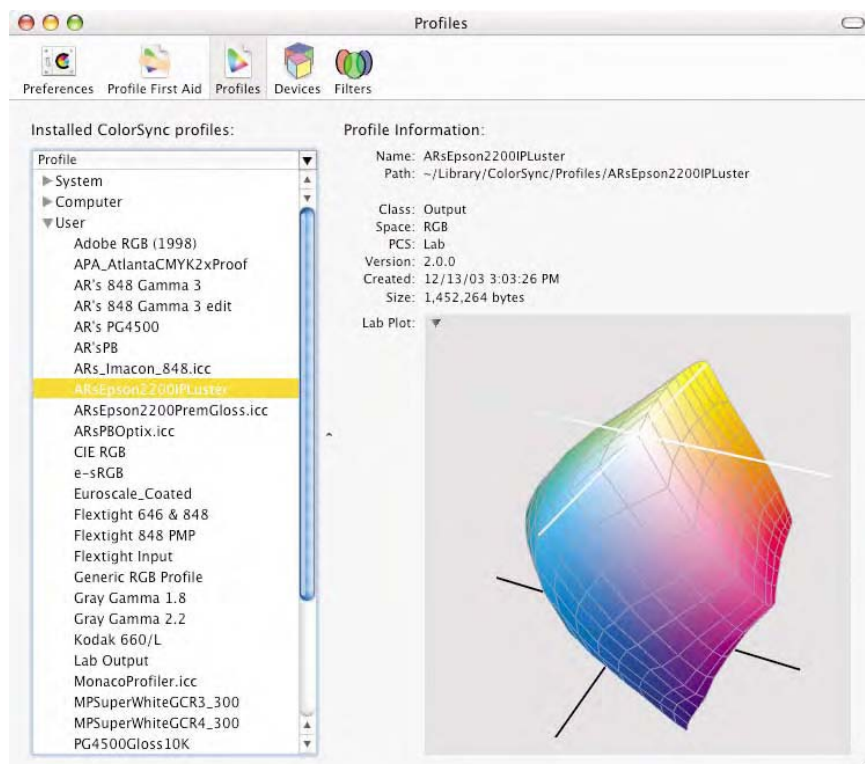 Profiles
Preferences Profile First Aid Profiles Devices Filters
Installed ColorSync profiles:
Profile
System
Computer
User
Adobe RGB (1998)
APA_AtlantaCMYK2xProof
AR's 848 Gamma 3
AR's 848 Gamma 3 edit
AR's PG4500
AR'sPB
ARs_Imacon_848.icc
ARsEpson2200IPLuster
ARsEpson2200PremGloss.icc
ARsPBOptix.icc
CIE RGB
e-sRGB
Euroscale_Coated
Flextight 646 & 848
Flextight 848 PMP
Flextight Input
Generic RGB Profile
Gray Gamma 1.8
Gray Gamma 2.2
Kodak 660/L
Lab Output
MonacoProfiler.icc
MPSuperWhiteGCR3_300
MPSuperWhiteGCR4_300
PG4500Gloss10K
Profile Information:
Name: ARsEpson2200IPLuster
Path: ~/Library/ColorSync/Profiles/ARsEpson2200IPLuster
Class: Output
Space: RGB
PCS: Lab
Version: 2.0.0
Created: 12/13/03 3:03:26 PM
Size: 1,452,264 bytes
Lab Plot: